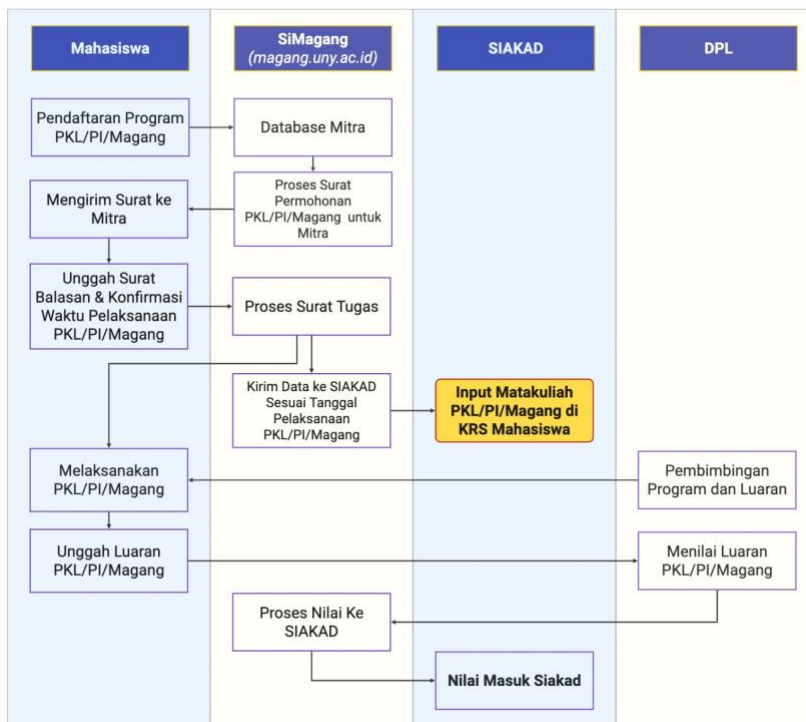 Mahasiswa
SiMagang
(magang.uny.ac.id)
SIAKAD
DPL
Pendaftaran Program
PKL/PI/Magang
Database Mitra
Mengirim Surat ke
Mitra
Proses Surat
Permohonan
PKL/PI/Magang untuk
Mitra
Unggah Surat
Balasan & Konfirmasi
Waktu Pelaksanaan
PKL/PI/Magang
Proses Surat Tugas
Kirim Data ke SIAKAD
Sesuai Tanggal
Pelaksanaan
PKL/PI/Magang
Input Matakuliah
PKL/PI/Magang di
KRS Mahasiswa
Melaksanakan
PKL/PI/Magang
Pembimbingan
Program dan Luaran
Unggah Luaran
PKL/PI/Magang
Menilai Luaran
PKL/PI/Magang
Proses Nilai Ke
SIAKAD
Nilai Masuk Siakad